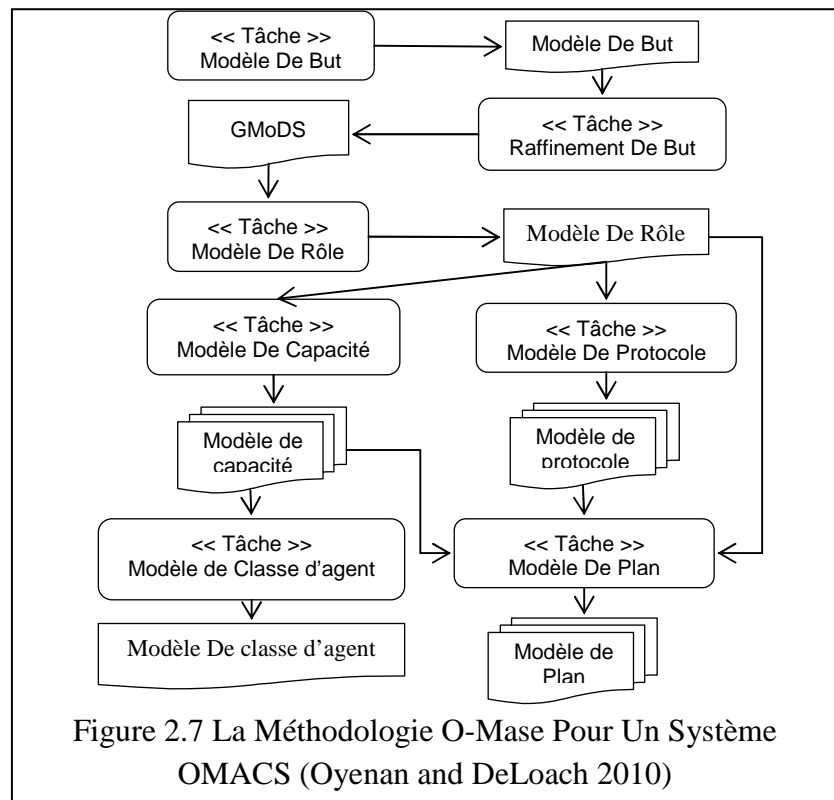 << Tâche >>
Modèle De But
Modèle De But
GMoDS
<< Tâche >>
Raffinement De But
<< Tâche >>
Modèle De Rôle
Modèle De Rôle
<< Tâche >>
Modèle De Capacité
<< Tâche >>
Modèle De Protocole
Modèle de
capacité
Modèle de
protocole
<< Tâche >>
Modèle de Classe d'agent
<< Tâche >>
Modèle De Plan
Modèle De classe d'agent
Modèle de
Plan
Figure 2.7 La Méthodologie O-Mase Pour Un Système
OMACS (Oyenan and DeLoach 2010)